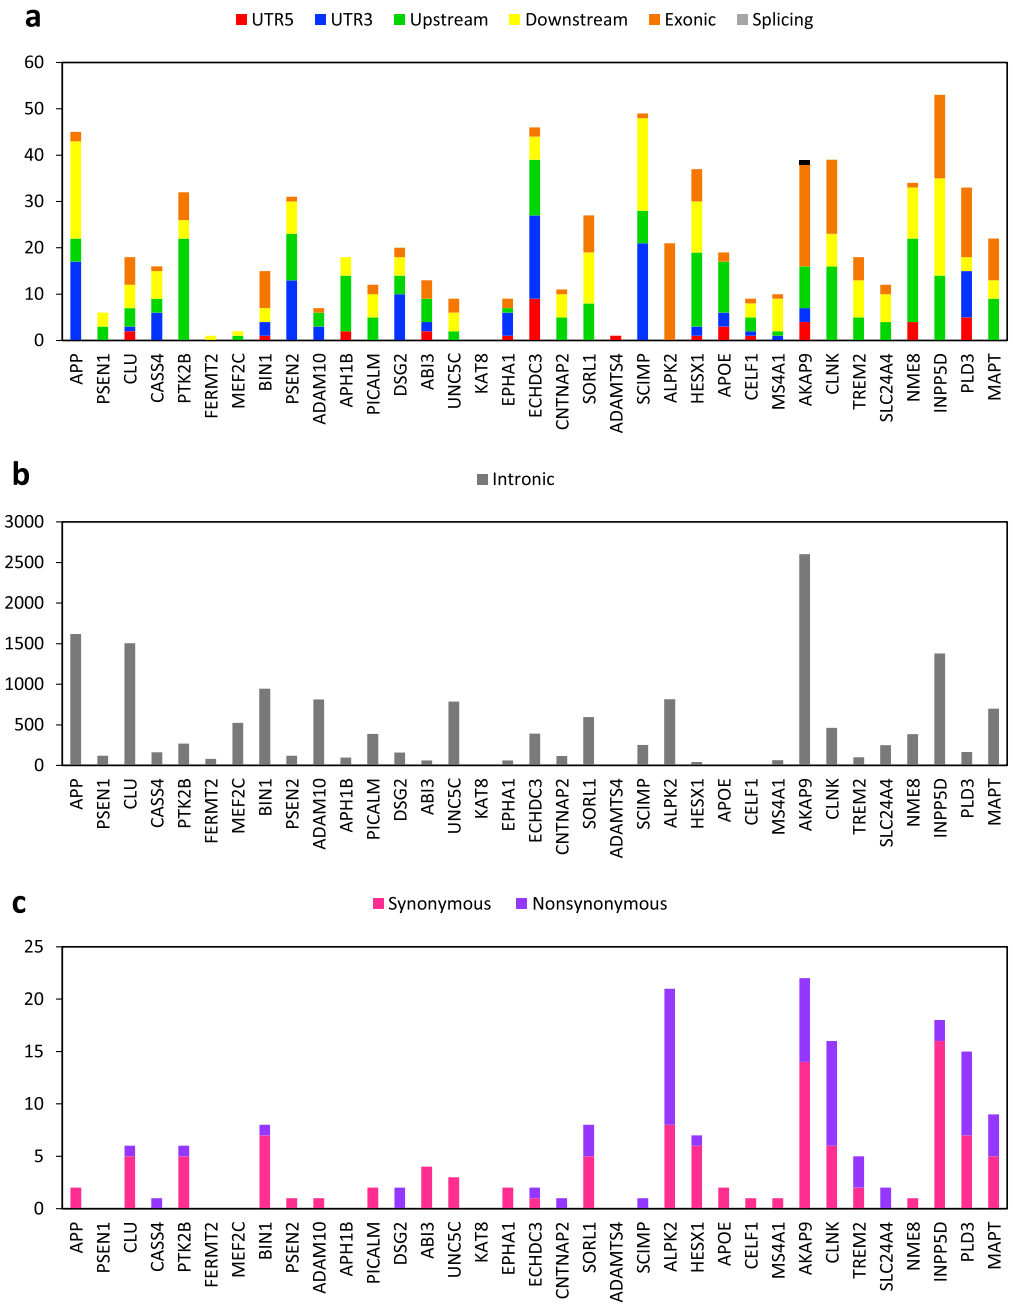 a
UTR5 UTR3 Upstream Downstream Exonic Splicing
60
50
40
30
20
10
0
APP PSEN1 CLU CASS4 PTK2B FERMT2 MEF2C BIN1 PSEN2 ADAM10 APH1B PICALM DSG2 ABI3 UNC5C KAT8 EPHA1 ECHDC3 CNTNAP2 SORL1 ADAMTS4 SCIMP ALPK2 HESX1 APOE CELF1 MS4A1 AKAP9 CLNK TREM2 SLC24A4 NME8 INPP5D PLD3 MAPT
b
Intronic
3000
2500
2000
1500
1000
500
0
APP PSEN1 CLU CASS4 PTK2B FERMT2 MEF2C BIN1 PSEN2 ADAM10 APH1B PICALM DSG2 ABI3 UNC5C KAT8 EPHA1 ECHDC3 CNTNAP2 SORL1 ADAMTS4 SCIMP ALPK2 HESX1 APOE CELF1 MS4A1 AKAP9 CLNK TREM2 SLC24A4 NME8 INPP5D PLD3 MAPT
c
Synonymous Nonsynonymous
25
20
15
10
5
0
APP PSEN1 CLU CASS4 PTK2B FERMT2 MEF2C BIN1 PSEN2 ADAM10 APH1B PICALM DSG2 ABI3 UNC5C KAT8 EPHA1 ECHDC3 CNTNAP2 SORL1 ADAMTS4 SCIMP ALPK2 HESX1 APOE CELF1 MS4A1 AKAP9 CLNK TREM2 SLC24A4 NME8 INPP5D PLD3 MAPT